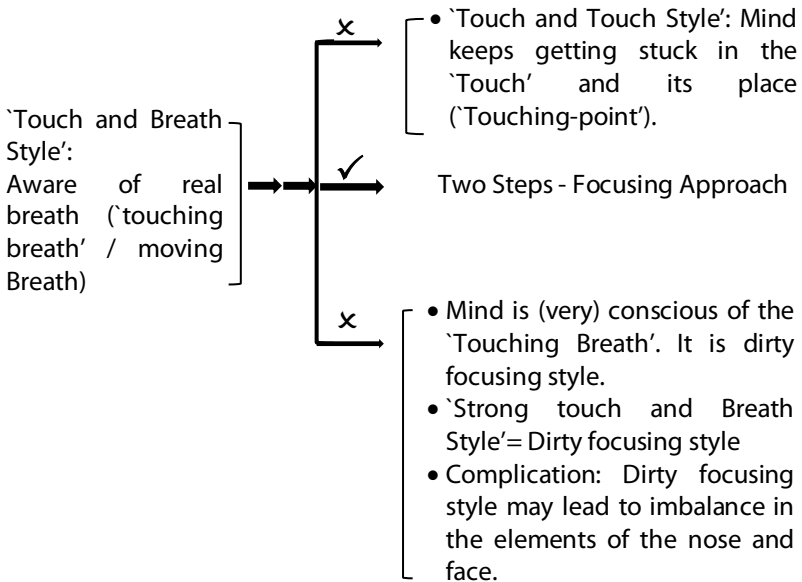 `Touch and Breath
Style':
Aware of real
breath (`touching
breath' / moving
Breath)
✗
• `Touch and Touch Style': Mind
keeps getting stuck in the
`Touch' and its place
(`Touching-point').
✓
Two Steps - Focusing Approach
✗
• Mind is (very) conscious of the
`Touching Breath'. It is dirty
focusing style.
• `Strong touch and Breath
Style'= Dirty focusing style
• Complication: Dirty focusing
style may lead to imbalance in
the elements of the nose and
face.